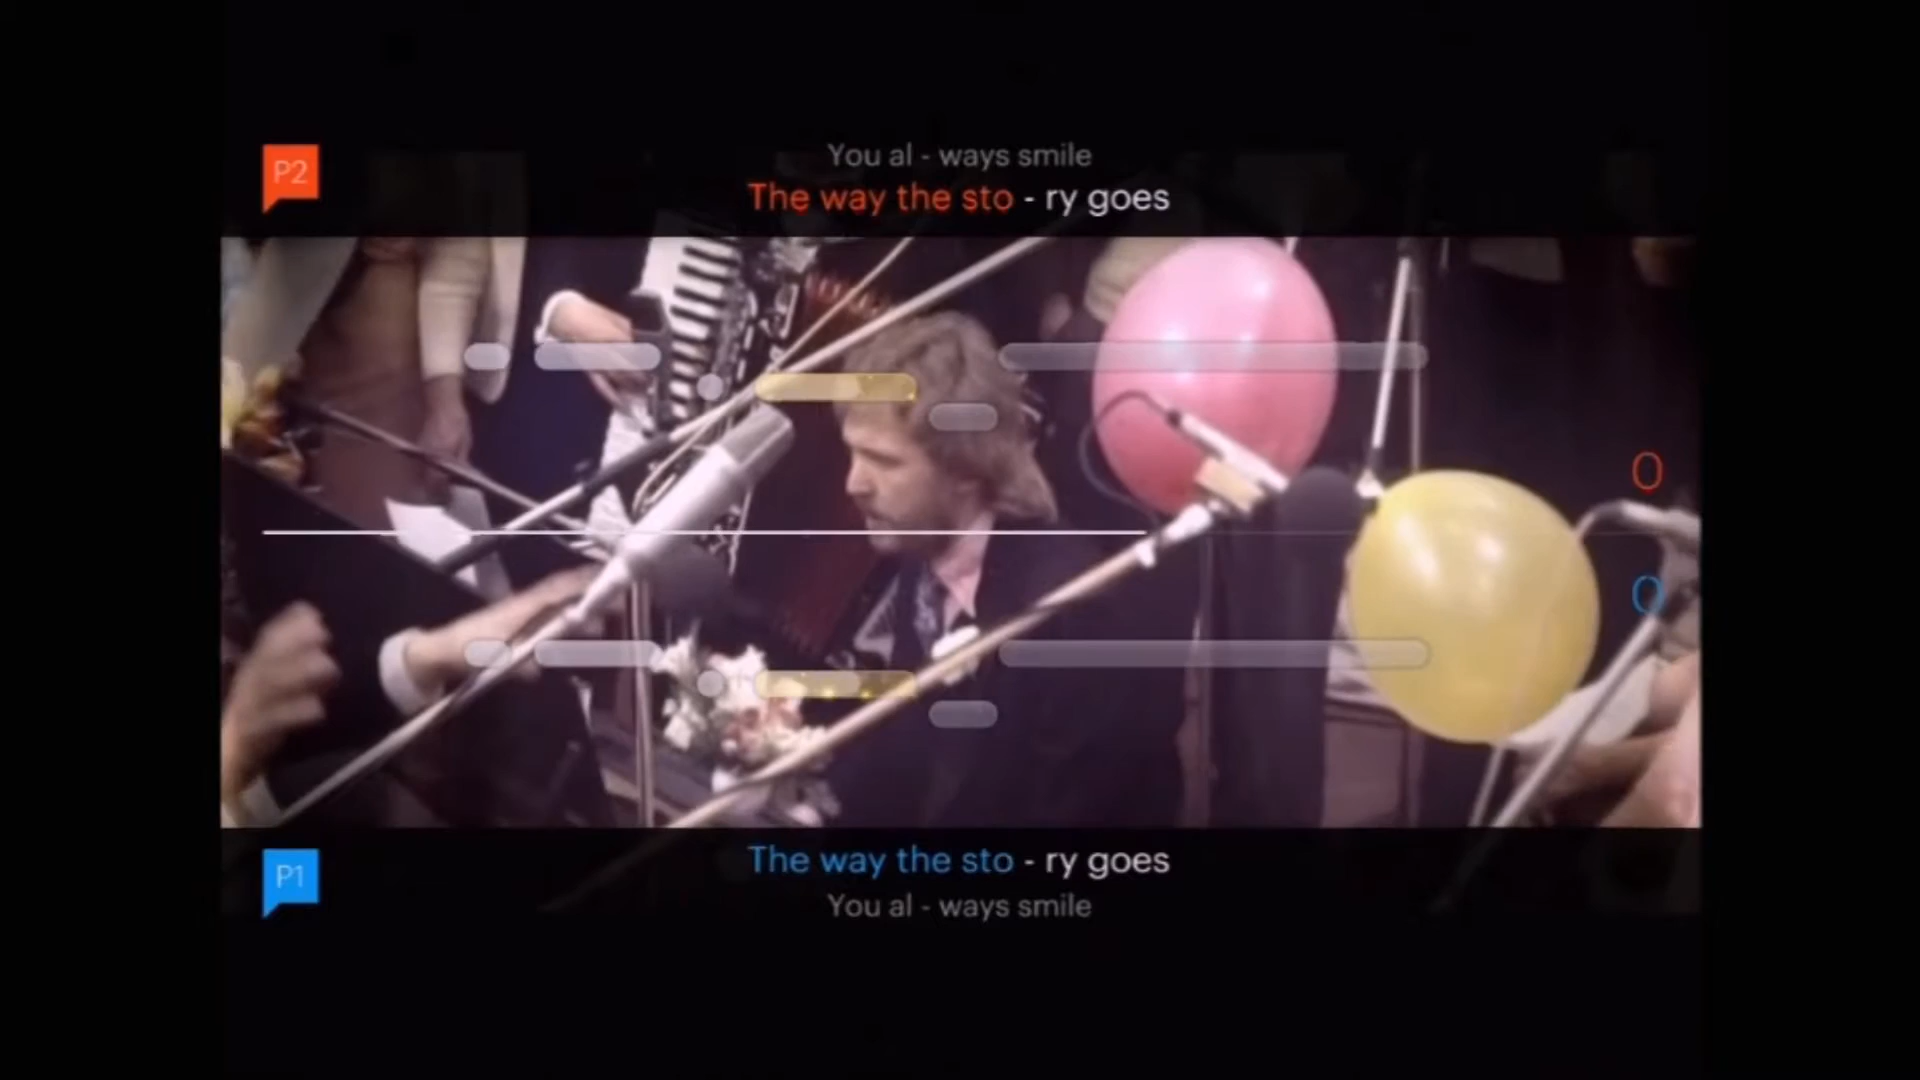 You al - ways smile
P2
The way the sto - ry goes
0
0
The way the sto - ry goes
P1
You al - ways smile